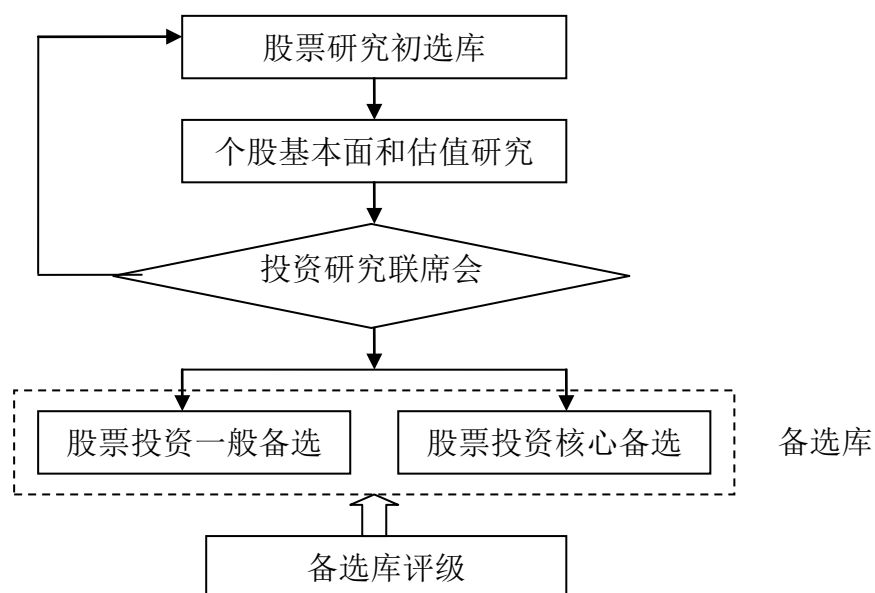 股票研究初选库
个股基本面和估值研究
投资研究联席会
股票投资一般备选
股票投资核心备选
备选库
备选库评级